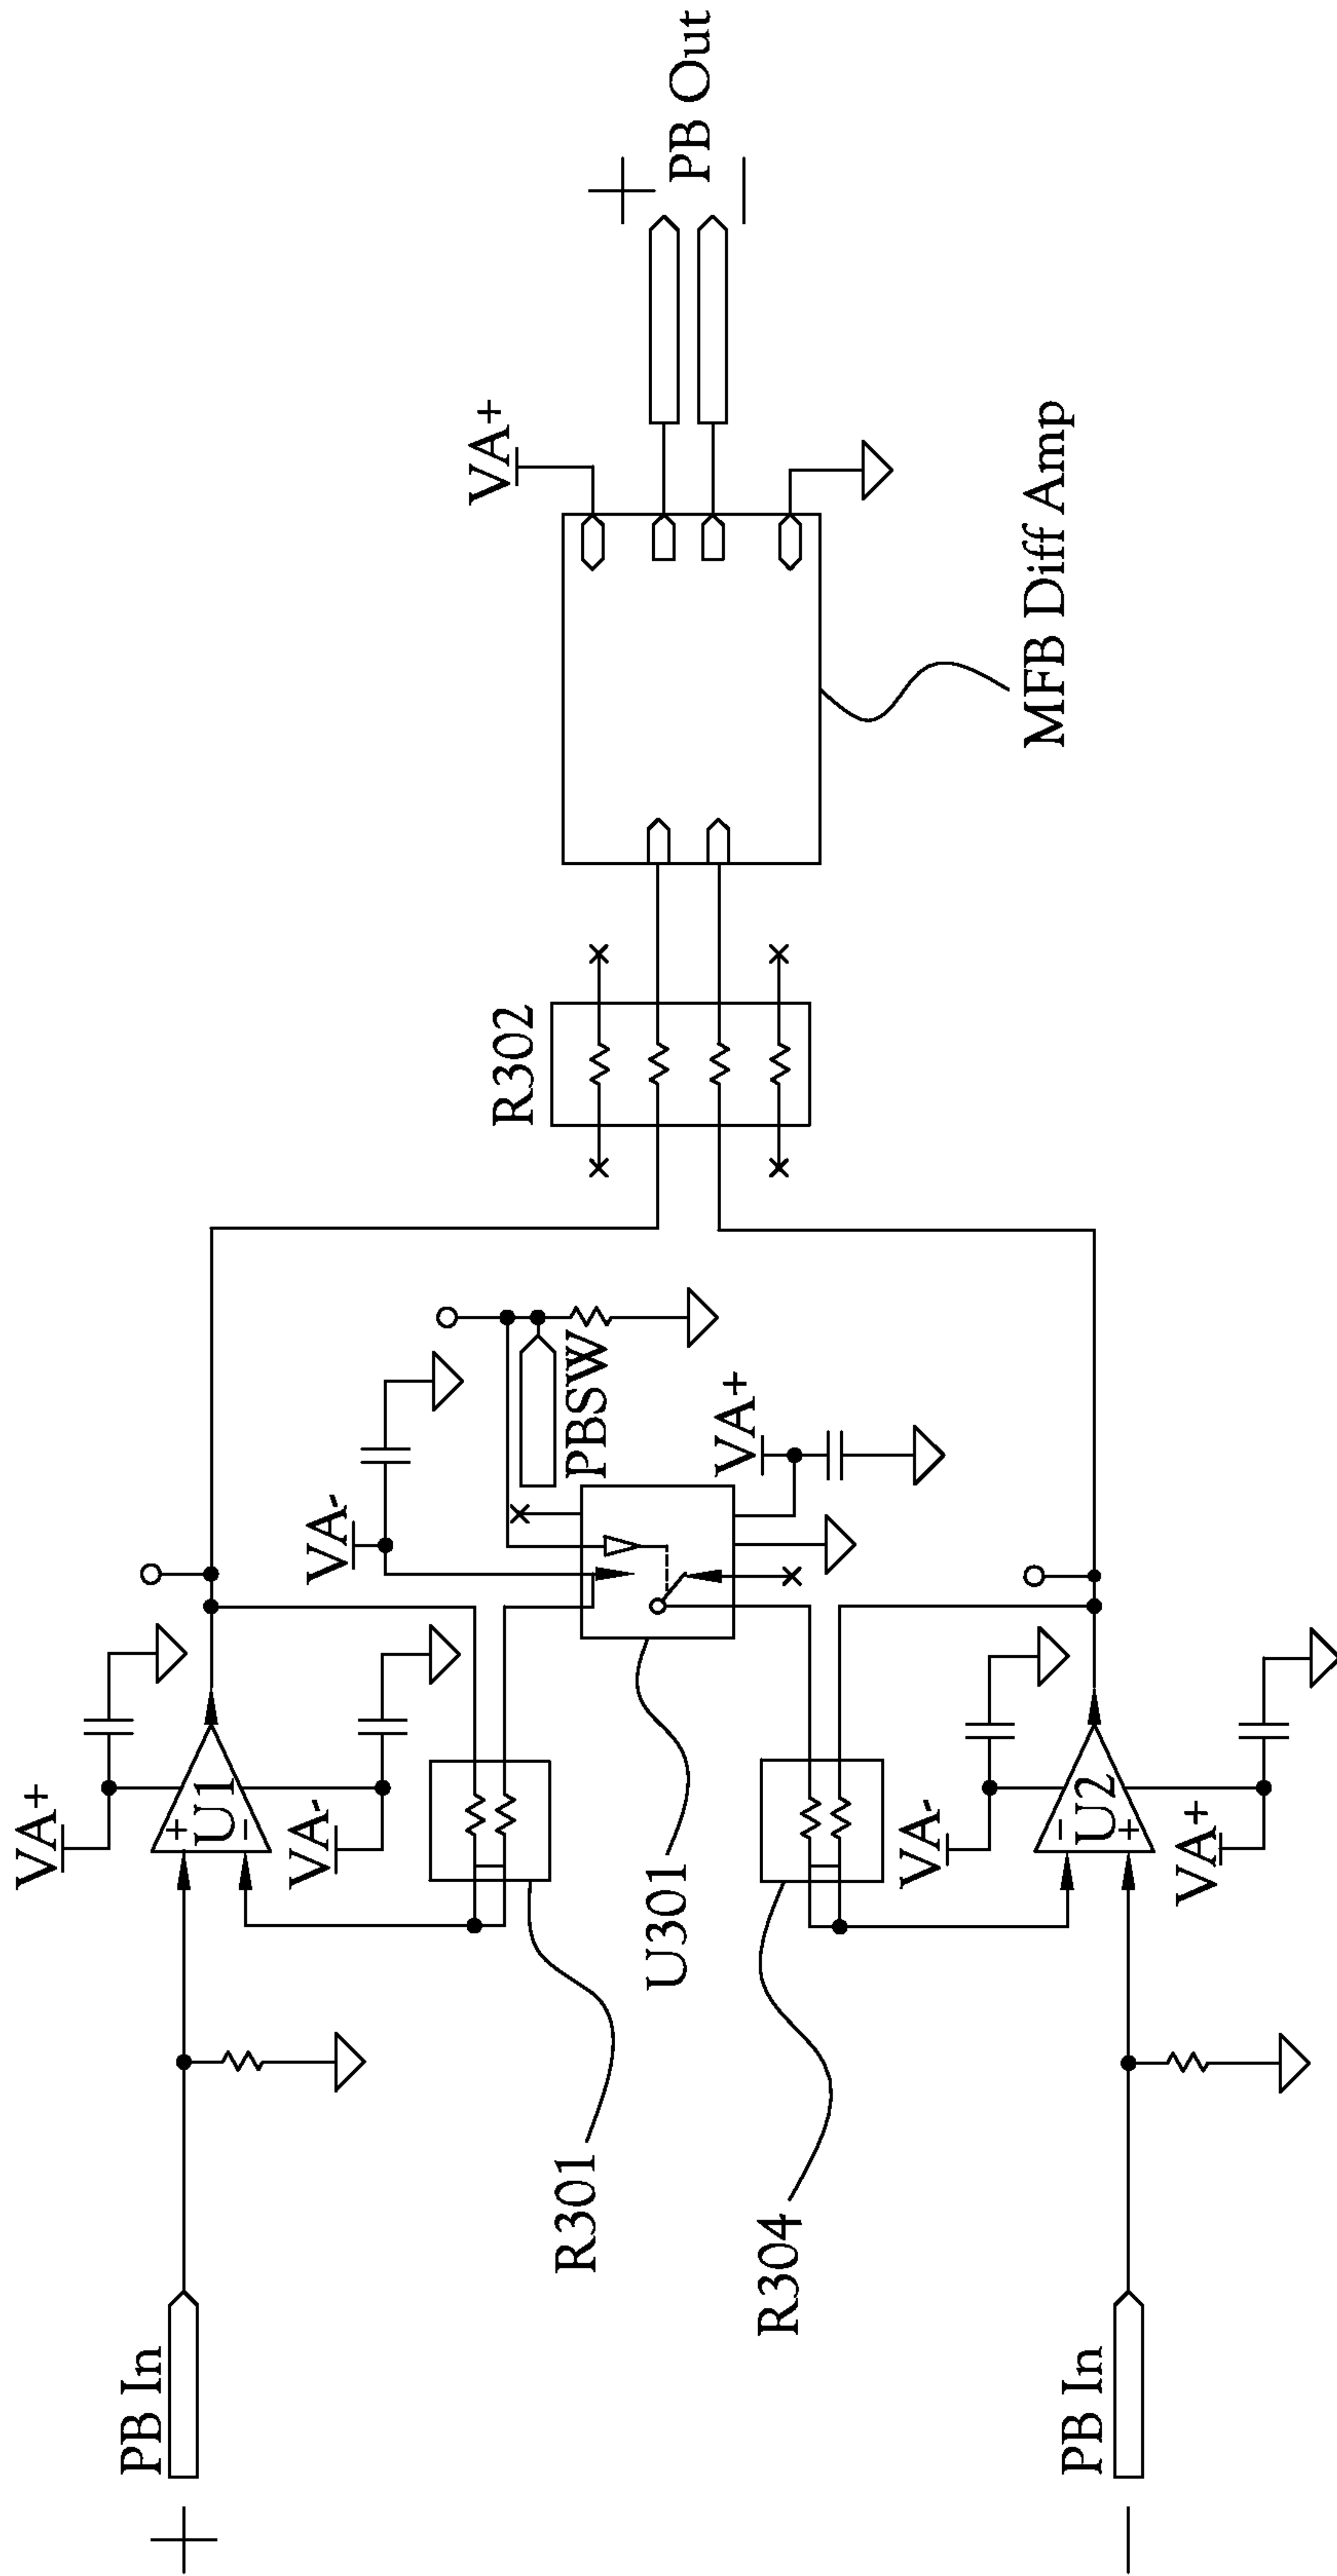 +
PB In
VA+
+
U1
−
VA-
R301
VA-
PBSW
U301
VA+
R304
VA-
−
U2
+
VA+
PB In
−
R302
VA+
MFB Diff Amp
+
PB Out
−